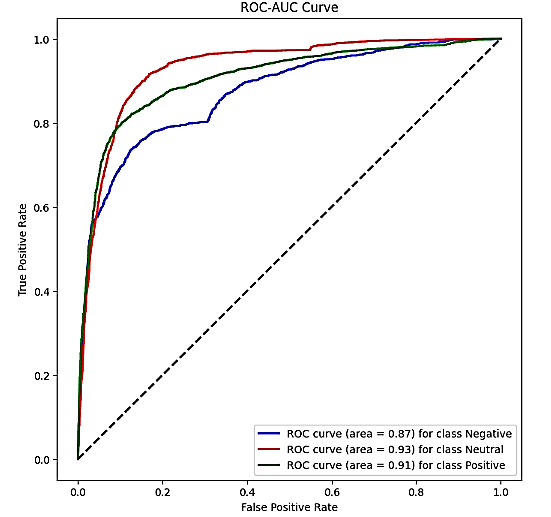 ROC-AUC Curve
1.0
0.8
0.6
0.4
0.2
0.0
True Positive Rate
0.0 0.2 0.4 0.6 0.8 1.0
False Positive Rate
ROC curve (area = 0.87) for class Negative
ROC curve (area = 0.93) for class Neutral
ROC curve (area = 0.91) for class Positive